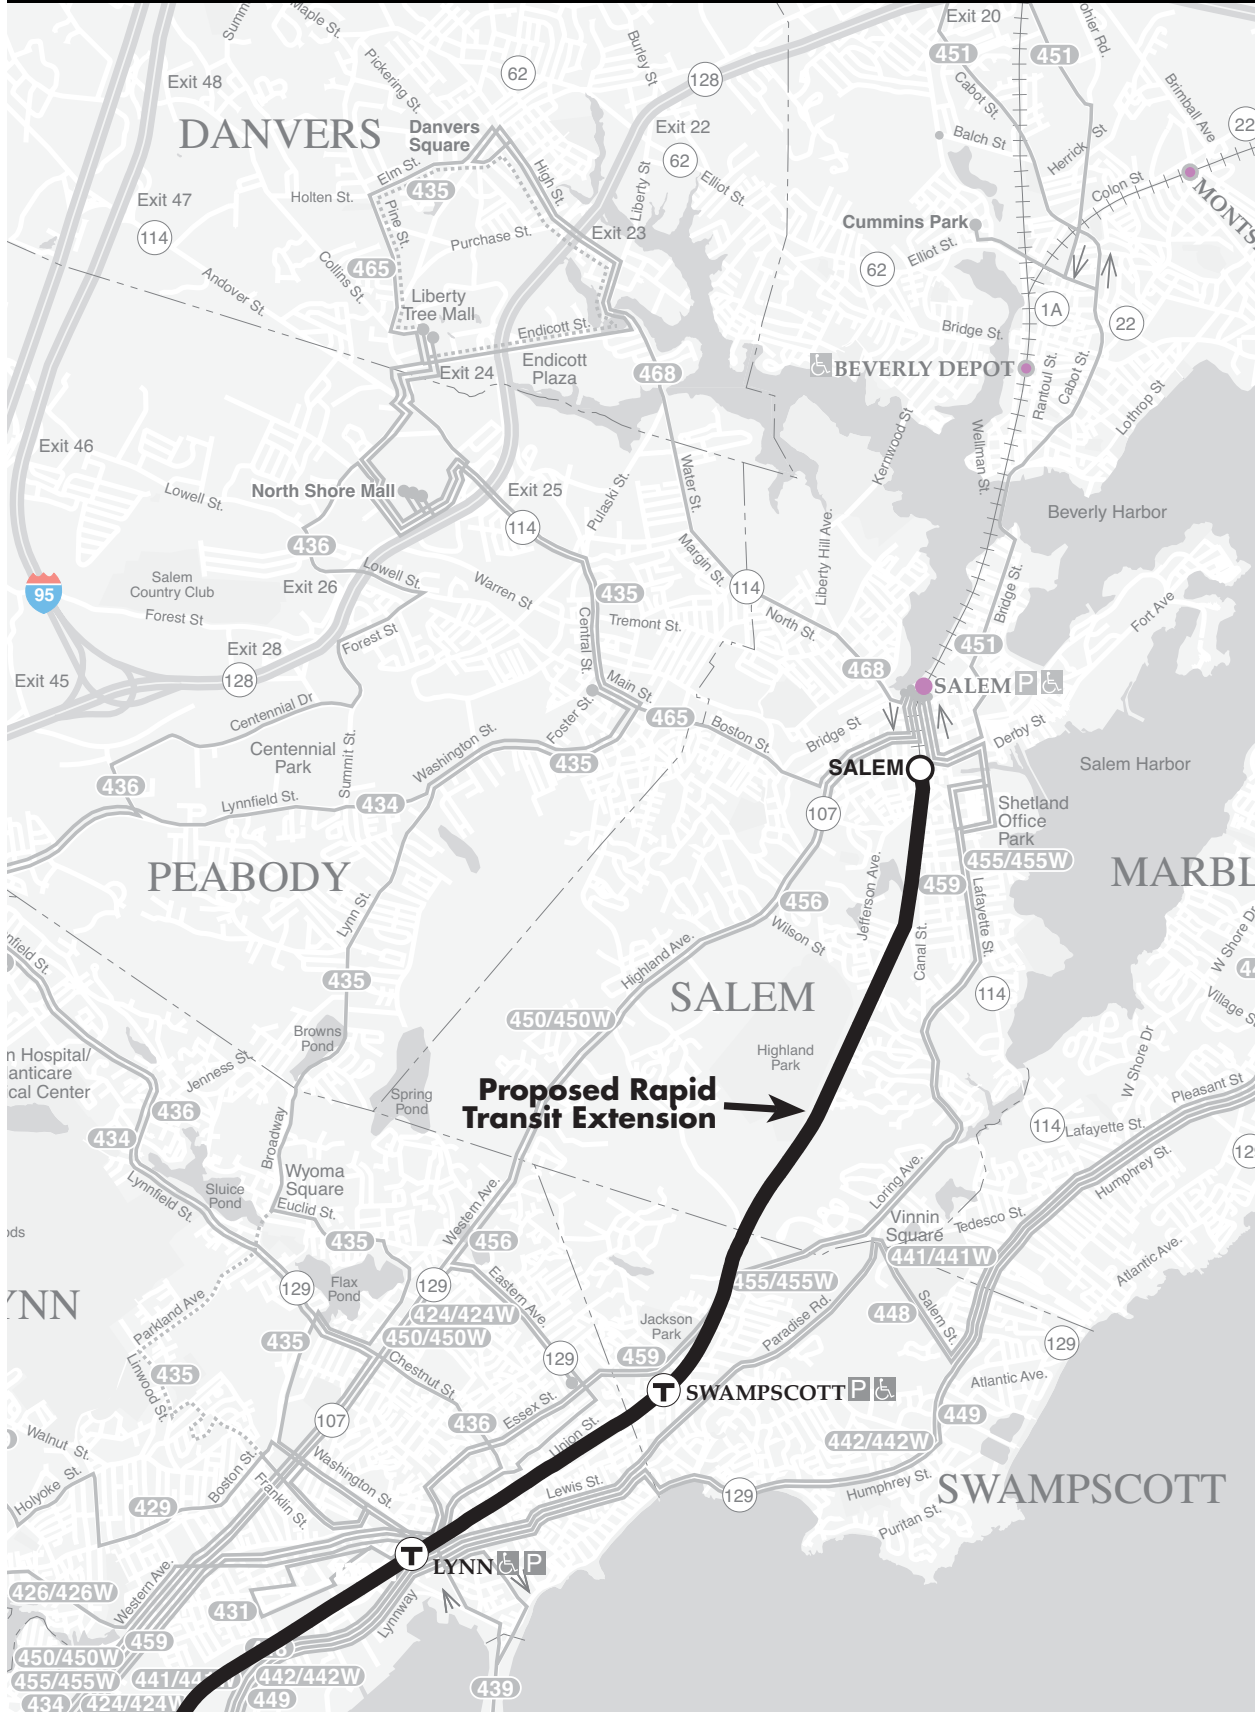 Exit 20
Maple St.
Burley St
451
451
Exit 48
Pickering St.
62
128
Cabot St.
Brimball Ave
DANVERS
Danvers
Square
Exit 22
Balch St
Herrick St
22
Elm St.
High St.
62
Elliot St.
Liberty St
Colon St
Holten St.
435
Exit 47
Pine St.
Purchase St.
Exit 23
Cummins Park
114
Collins St.
465
62
Elliot St.
Andover St.
Liberty
Tree Mall
1A
22
Endicott St.
Bridge St.
Endicott
Plaza
Exit 24
468
BEVERLY DEPOT
Rantoul St.
Cabot St.
Lothrop St
Kernwood St
Wellman St.
Exit 46
Lowell St.
North Shore Mall
Exit 25
Pulaski St.
Water St.
114
Beverly Harbor
Liberty Hill Ave.
436
Lowell St.
Margin St.
Salem
Country Club
Exit 26
Warren St
95
114
Bridge St.
Fort Ave
Forest St
435
Central St.
Tremont St.
North St.
Exit 28
Forest St
451
Exit 45
128
468
SALEM P
Main St.
Centennial Dr
Foster St.
465
Boston St.
Bridge St
Derby St
Centennial
Park
Summit St.
Washington St.
435
SALEM
Salem Harbor
436
Lynnfield St.
434
107
Shetland
Office
Park
PEABODY
455/455W
MARBL
Jefferson Ave.
459
Lafayette St.
Lynn St.
456
Wilson St
Canal St.
W Shore Dr
Highland Ave.
435
SALEM
114
Village S
450/450W
Browns
Pond
Highland
Park
n Hospital/
anticare
cal Center
Jenness St.
W Shore Dr
Spring
Pond
Proposed Rapid
Transit Extension
Pleasant St
436
114
Lafayette St.
434
Broadway
Humphrey St.
Wyoma
Square
Lynnfield St.
Sluice
Pond
Euclid St.
Western Ave.
Loring Ave.
Vinnin
Square
Tedesco St.
435
456
441/441W
Atlantic Ave.
129
Flax
Pond
129
Eastern Ave.
455/455W
YNN
Parkland Ave
424/424W
Salem St.
448
435
450/450W
Jackson
Park
Paradise Rd.
129
Linwood St.
435
Chestnut St.
129
459
Atlantic Ave.
SWAMPSCOTT P
107
436
Essex St.
449
Walnut St.
Union St.
442/442W
Washington St.
Holyoke St.
Boston St.
Franklin St.
Lewis St.
429
129
Humphrey St.
SWAMPSCOTT
Puritan St.
T
LYNN P
Western Ave.
426/426W
Lynnway
431
459
450/450W
455/455W
442/442W
439
434
424/424W
449